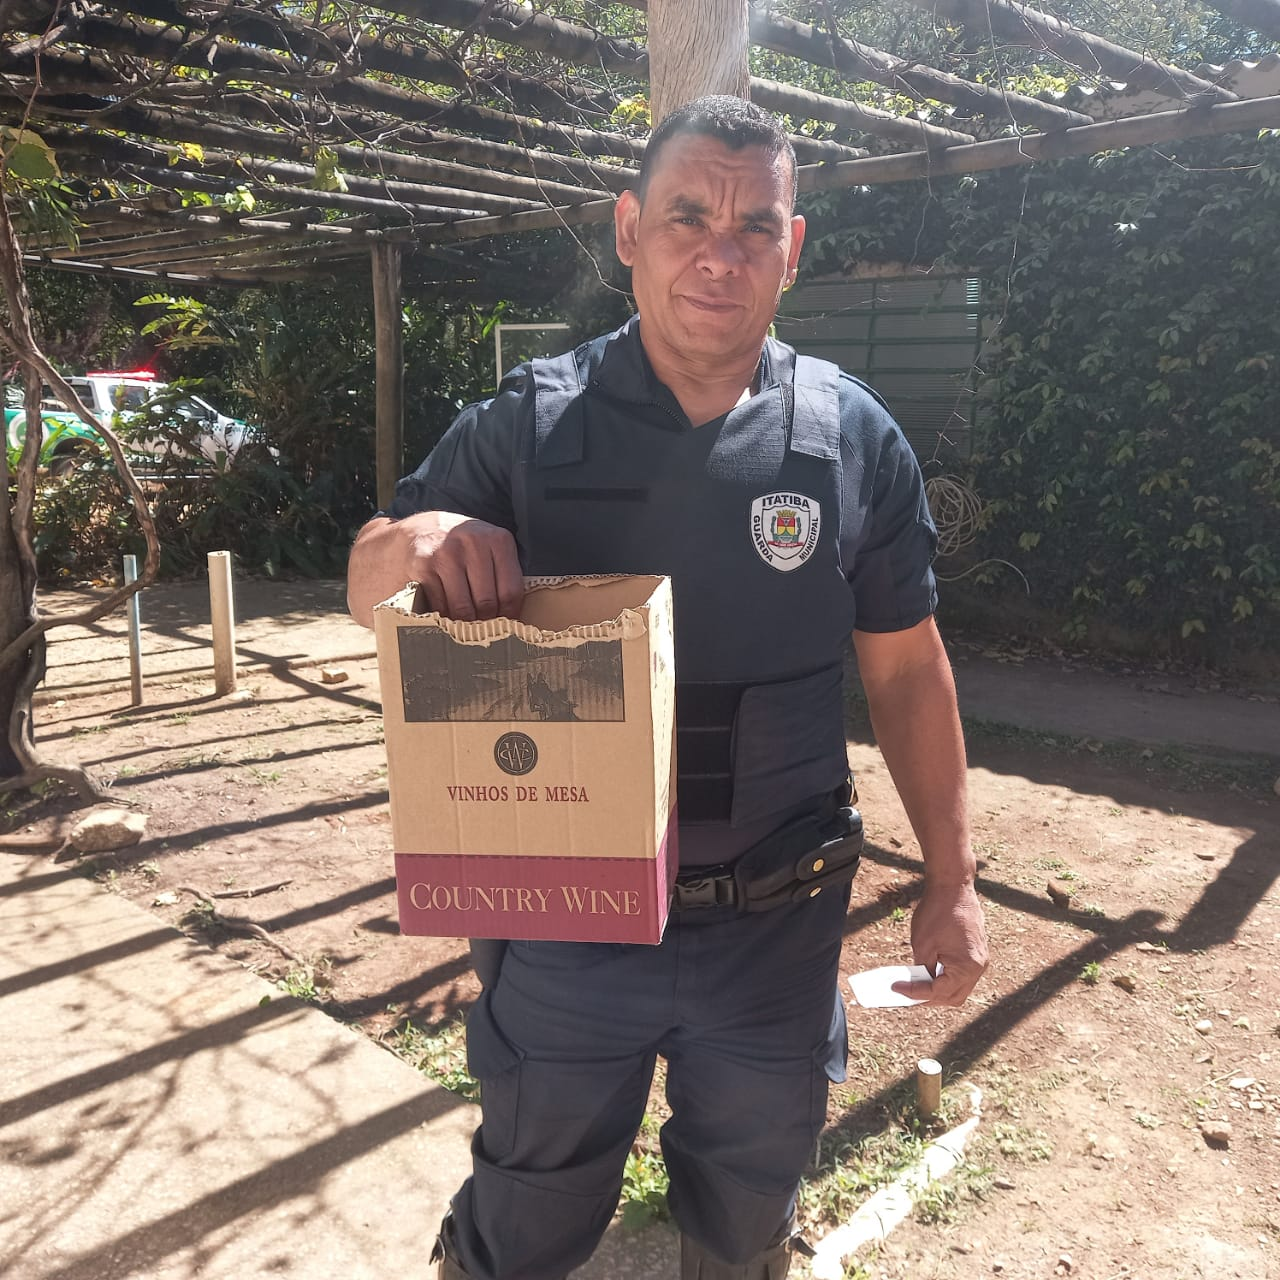 ITATIBA
GUARDA
MUNICIPAL
VINHOS DE MESA
COUNTRY WINE